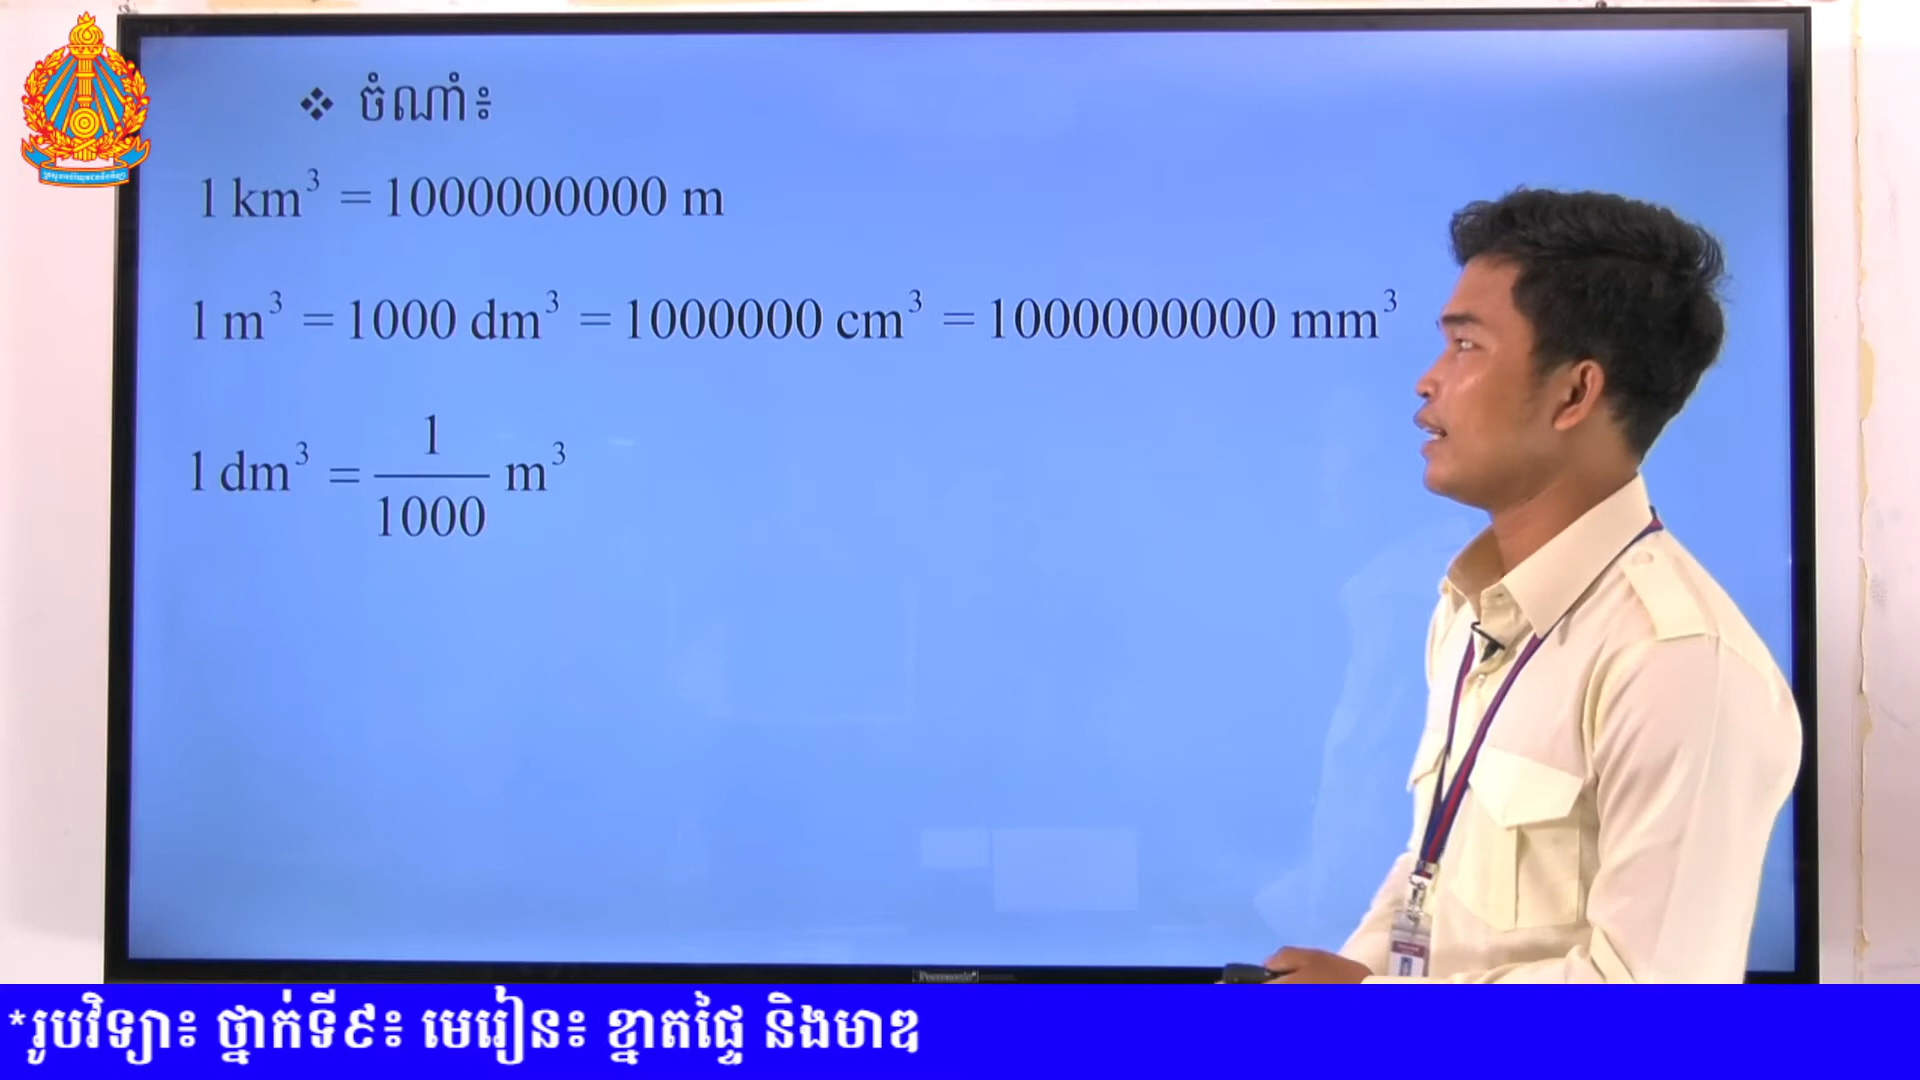 ❖ ចំណាំ៖
1 km³ = 1000000000 m
1 m³ = 1000 dm³ = 1000000 cm³ = 1000000000 mm³
1 dm³ = 1/1000 m³
*រូបវិទ្យា៖ ថ្នាក់ទី៩៖ មេរៀន៖ ខ្នាតផ្ទៃ និងមាឌ